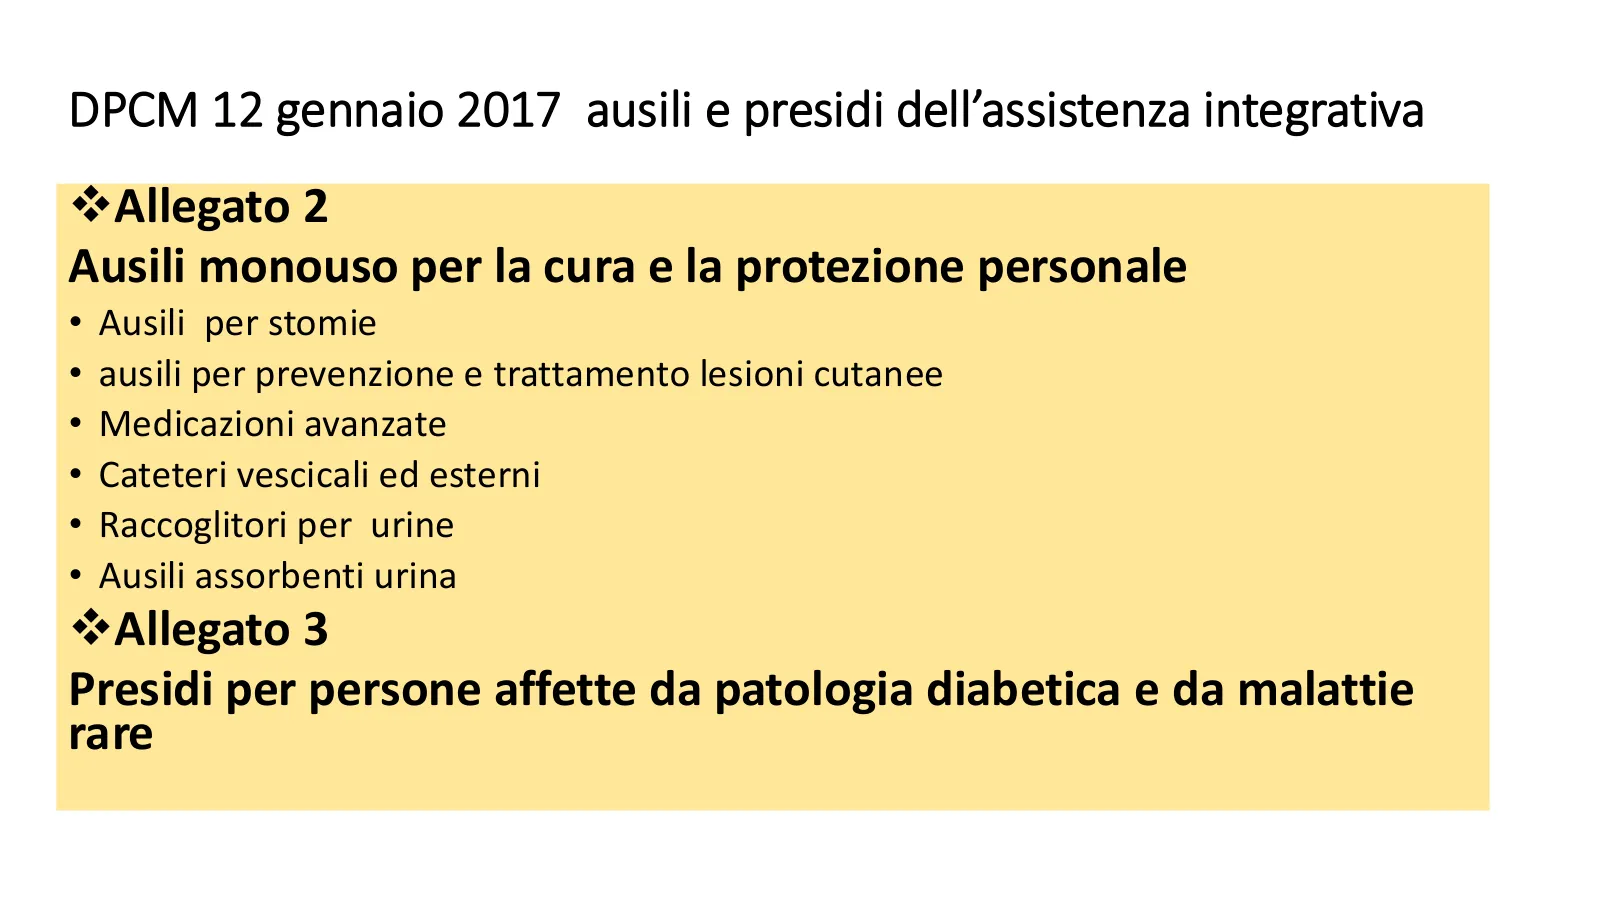 DPCM 12 gennaio 2017  ausili e presidi dell’assistenza integrativa
❖Allegato 2
Ausili monouso per la cura e la protezione personale
• Ausili  per stomie
• ausili per prevenzione e trattamento lesioni cutanee
• Medicazioni avanzate
• Cateteri vescicali ed esterni
• Raccoglitori per  urine
• Ausili assorbenti urina
❖Allegato 3
Presidi per persone affette da patologia diabetica e da malattie
rare